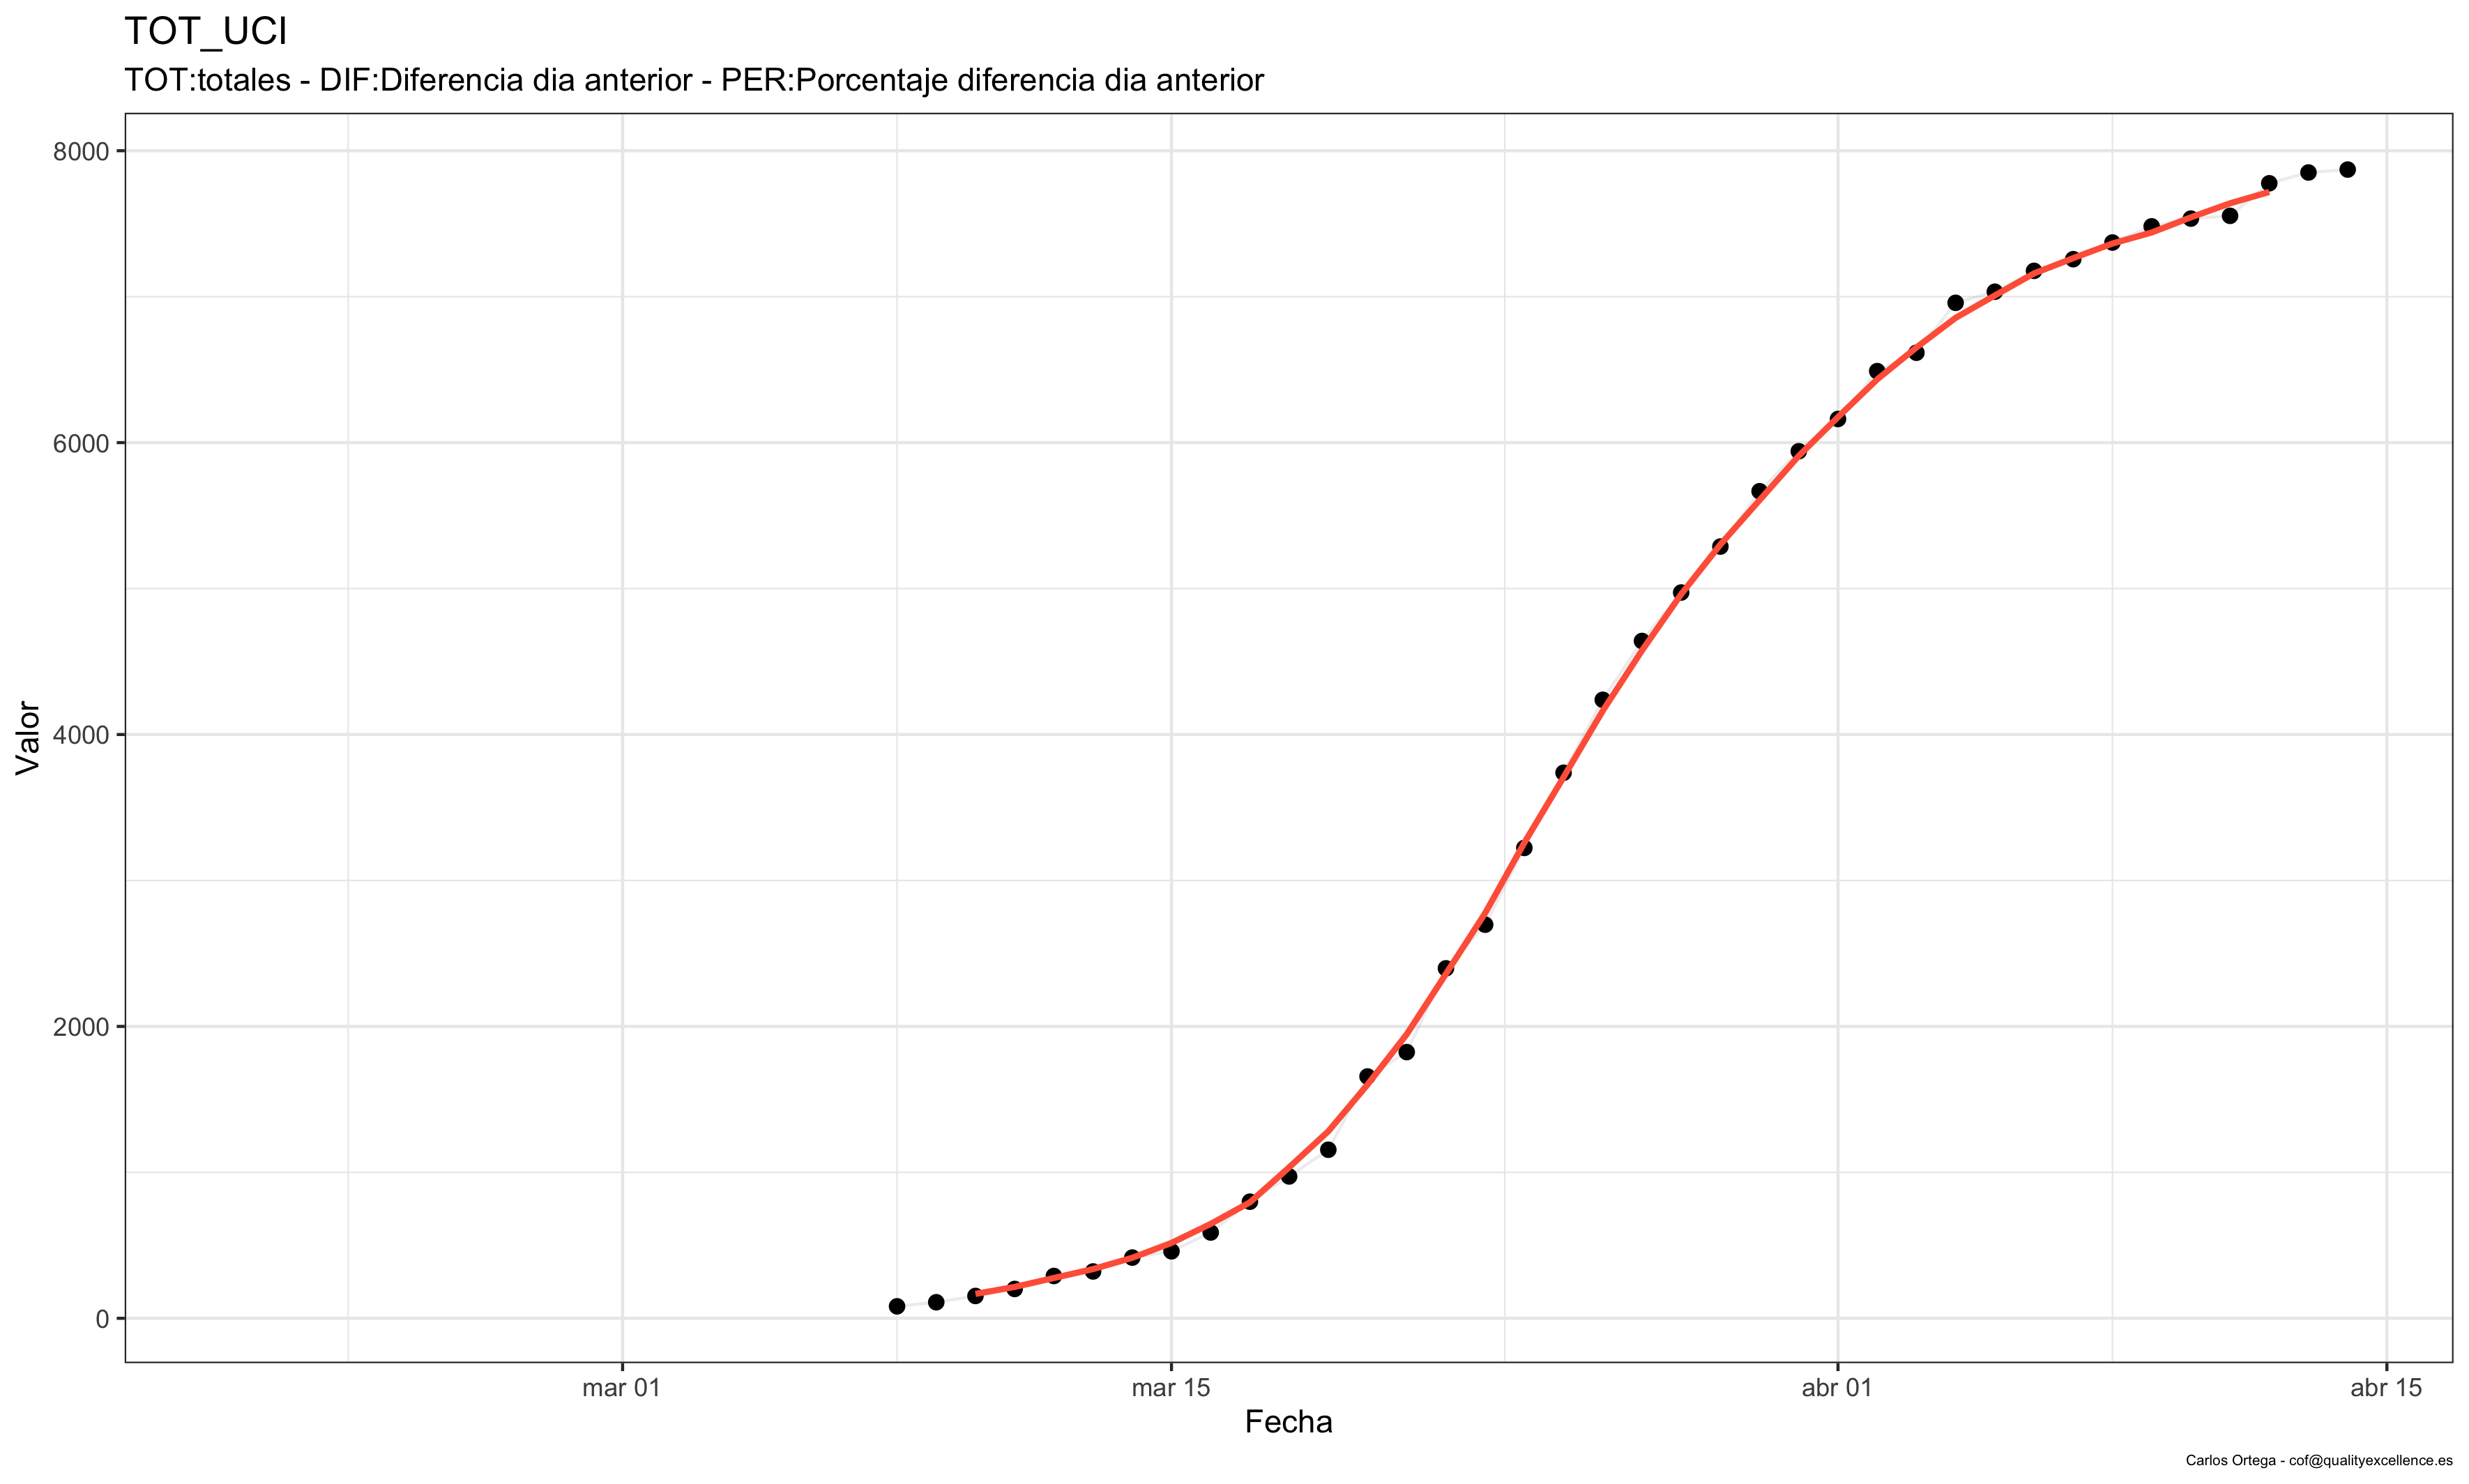 TOT_UCI
TOT:totales - DIF:Diferencia dia anterior - PER:Porcentaje diferencia dia anterior
8000
6000
4000
2000
0
Valor
mar 01
mar 15
abr 01
abr 15
Fecha
Carlos Ortega - cof@qualityexcellence.es